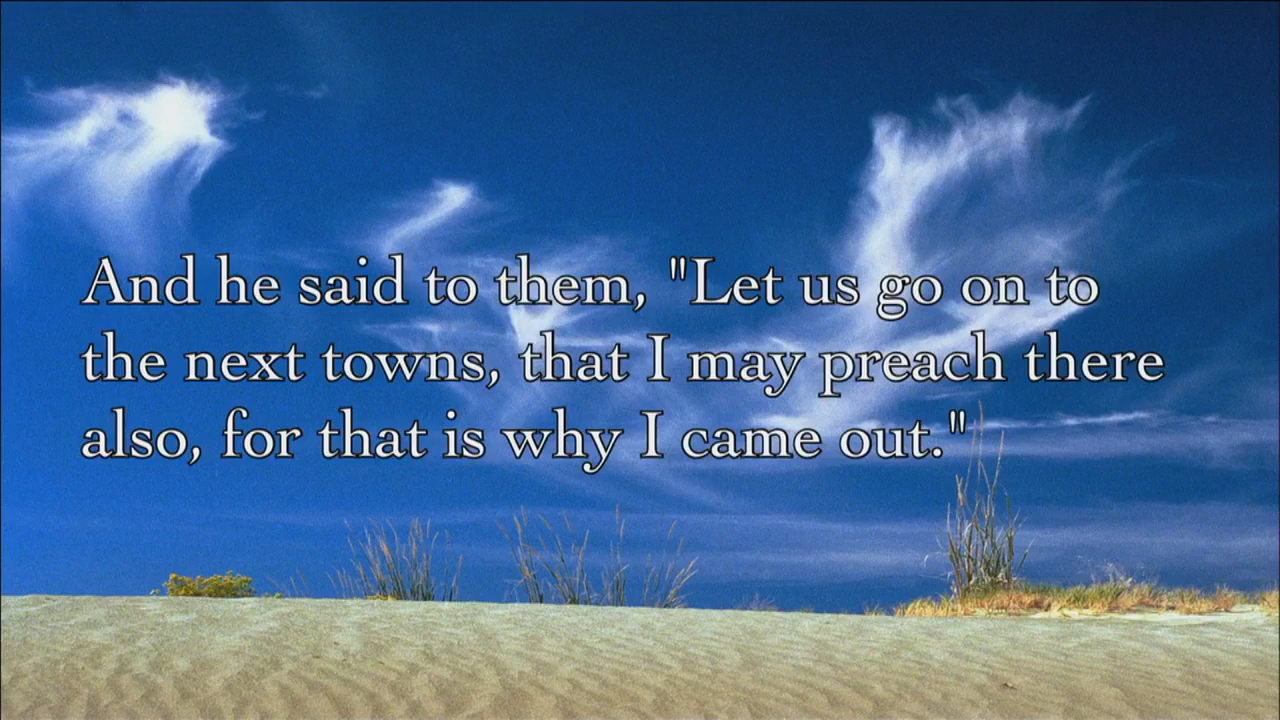 And he said to them, "Let us go on to
the next towns, that I may preach there
also, for that is why I came out."